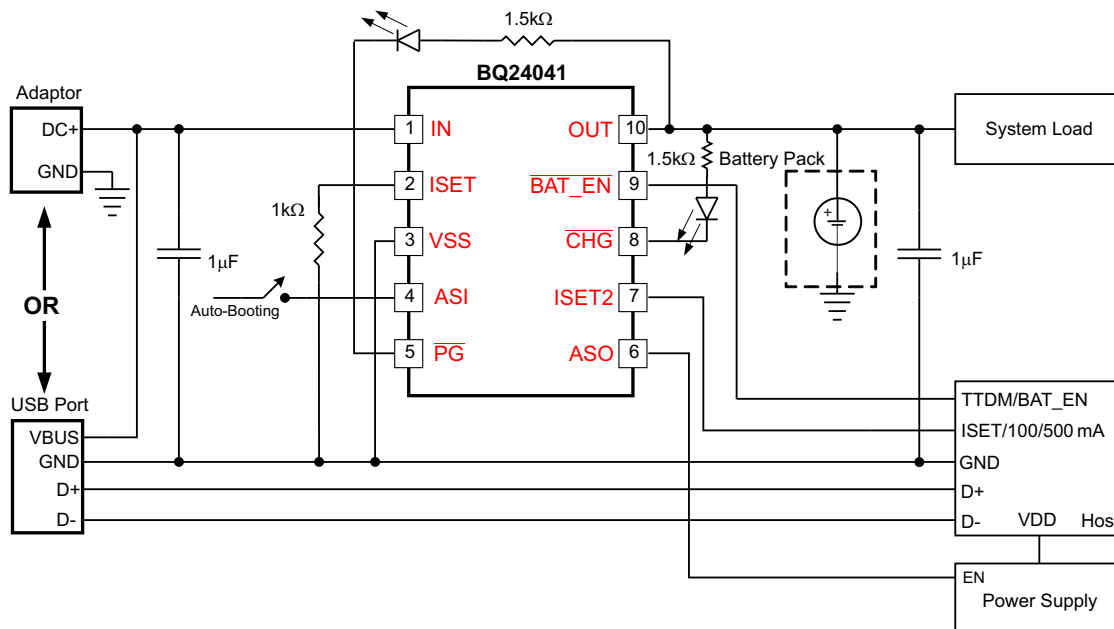 1.5kΩ
BQ24041
Adaptor
DC+
GND
OR
USB Port
VBUS
GND
D+
D-
1μF
1kΩ
Auto-Booting
1
IN
2
ISET
3
VSS
4
ASI
5
PG
OUT
10
BAT_EN
9
CHG
8
ISET2
7
ASO
6
1.5kΩ
Battery Pack
+
1μF
System Load
TTDM/BAT_EN
ISET/100/500 mA
GND
D+
D-
VDD
Hos
EN
Power Supply